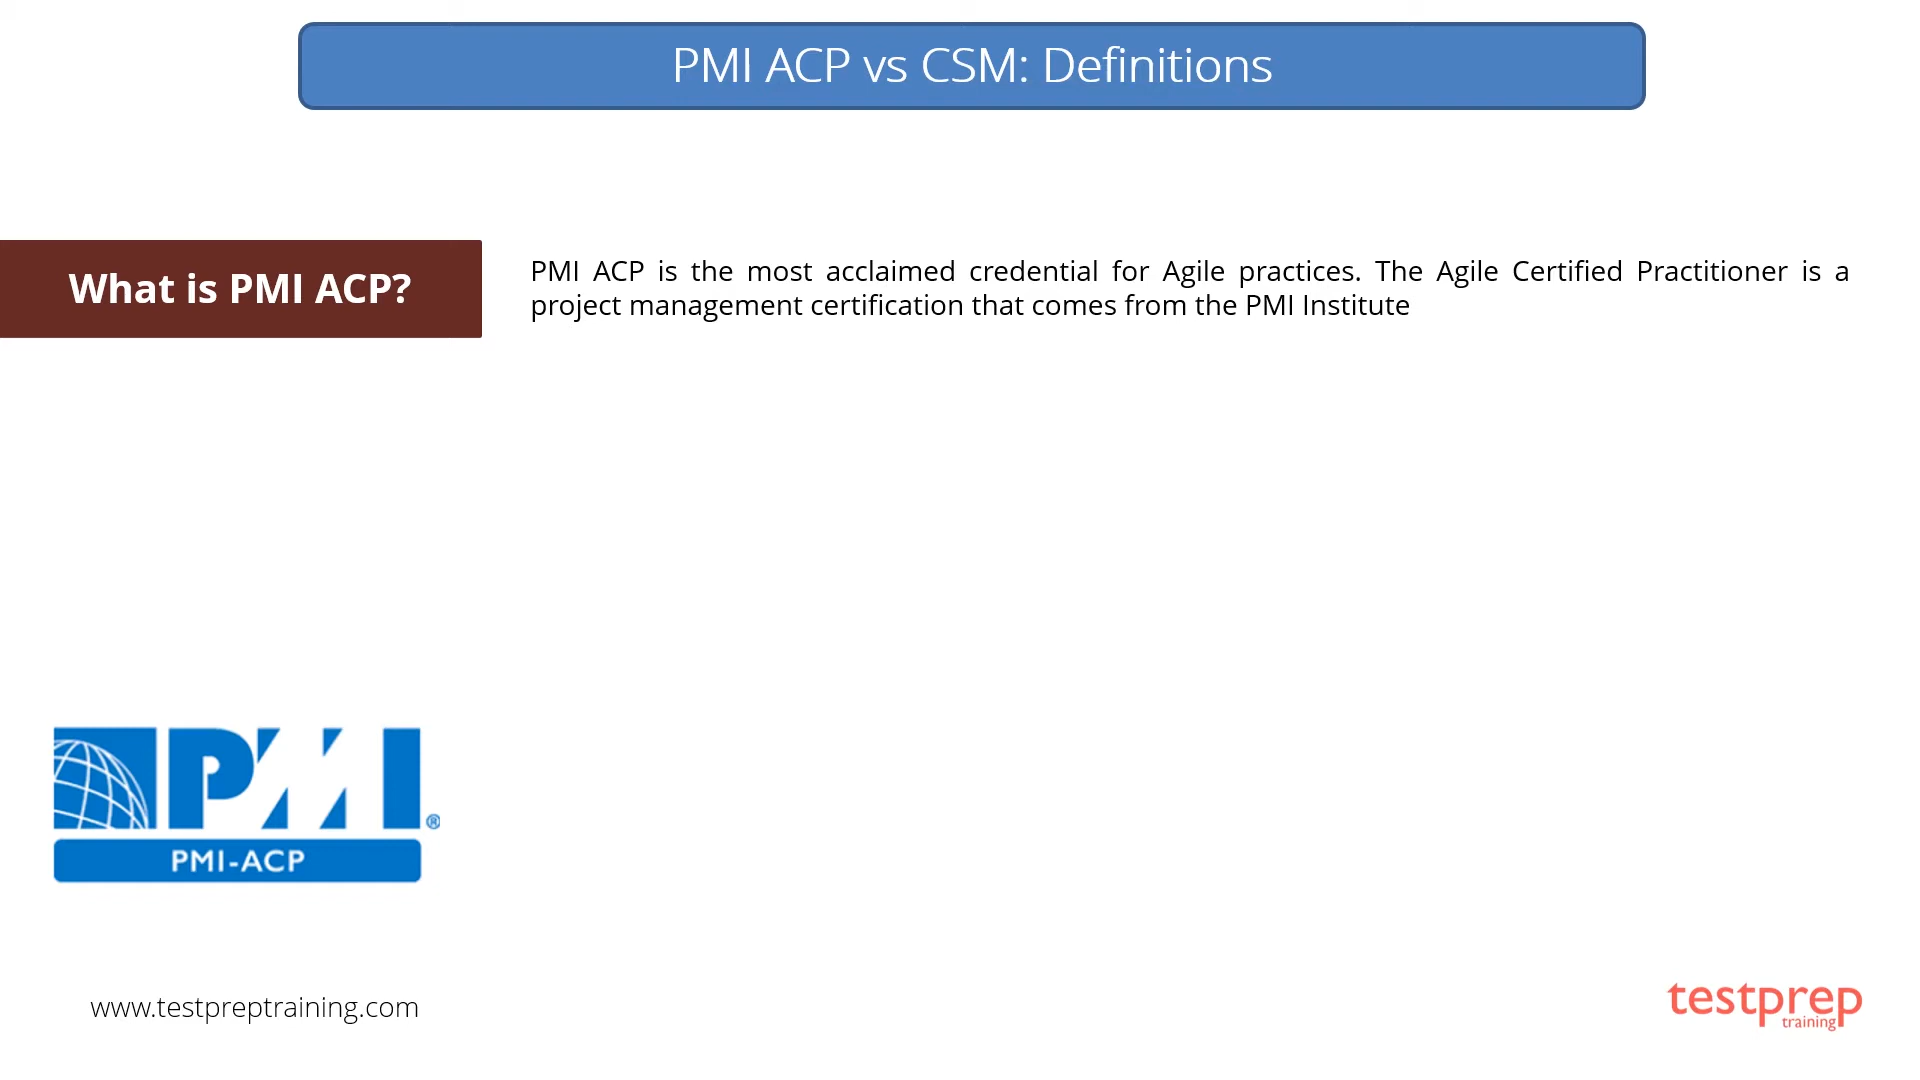 PMI ACP vs CSM: Definitions
What is PMI ACP?
PMI ACP is the most acclaimed credential for Agile practices. The Agile Certified Practitioner is a
project management certification that comes from the PMI Institute
PMI®
PMI-ACP
www.testpreptraining.com
testprep
training